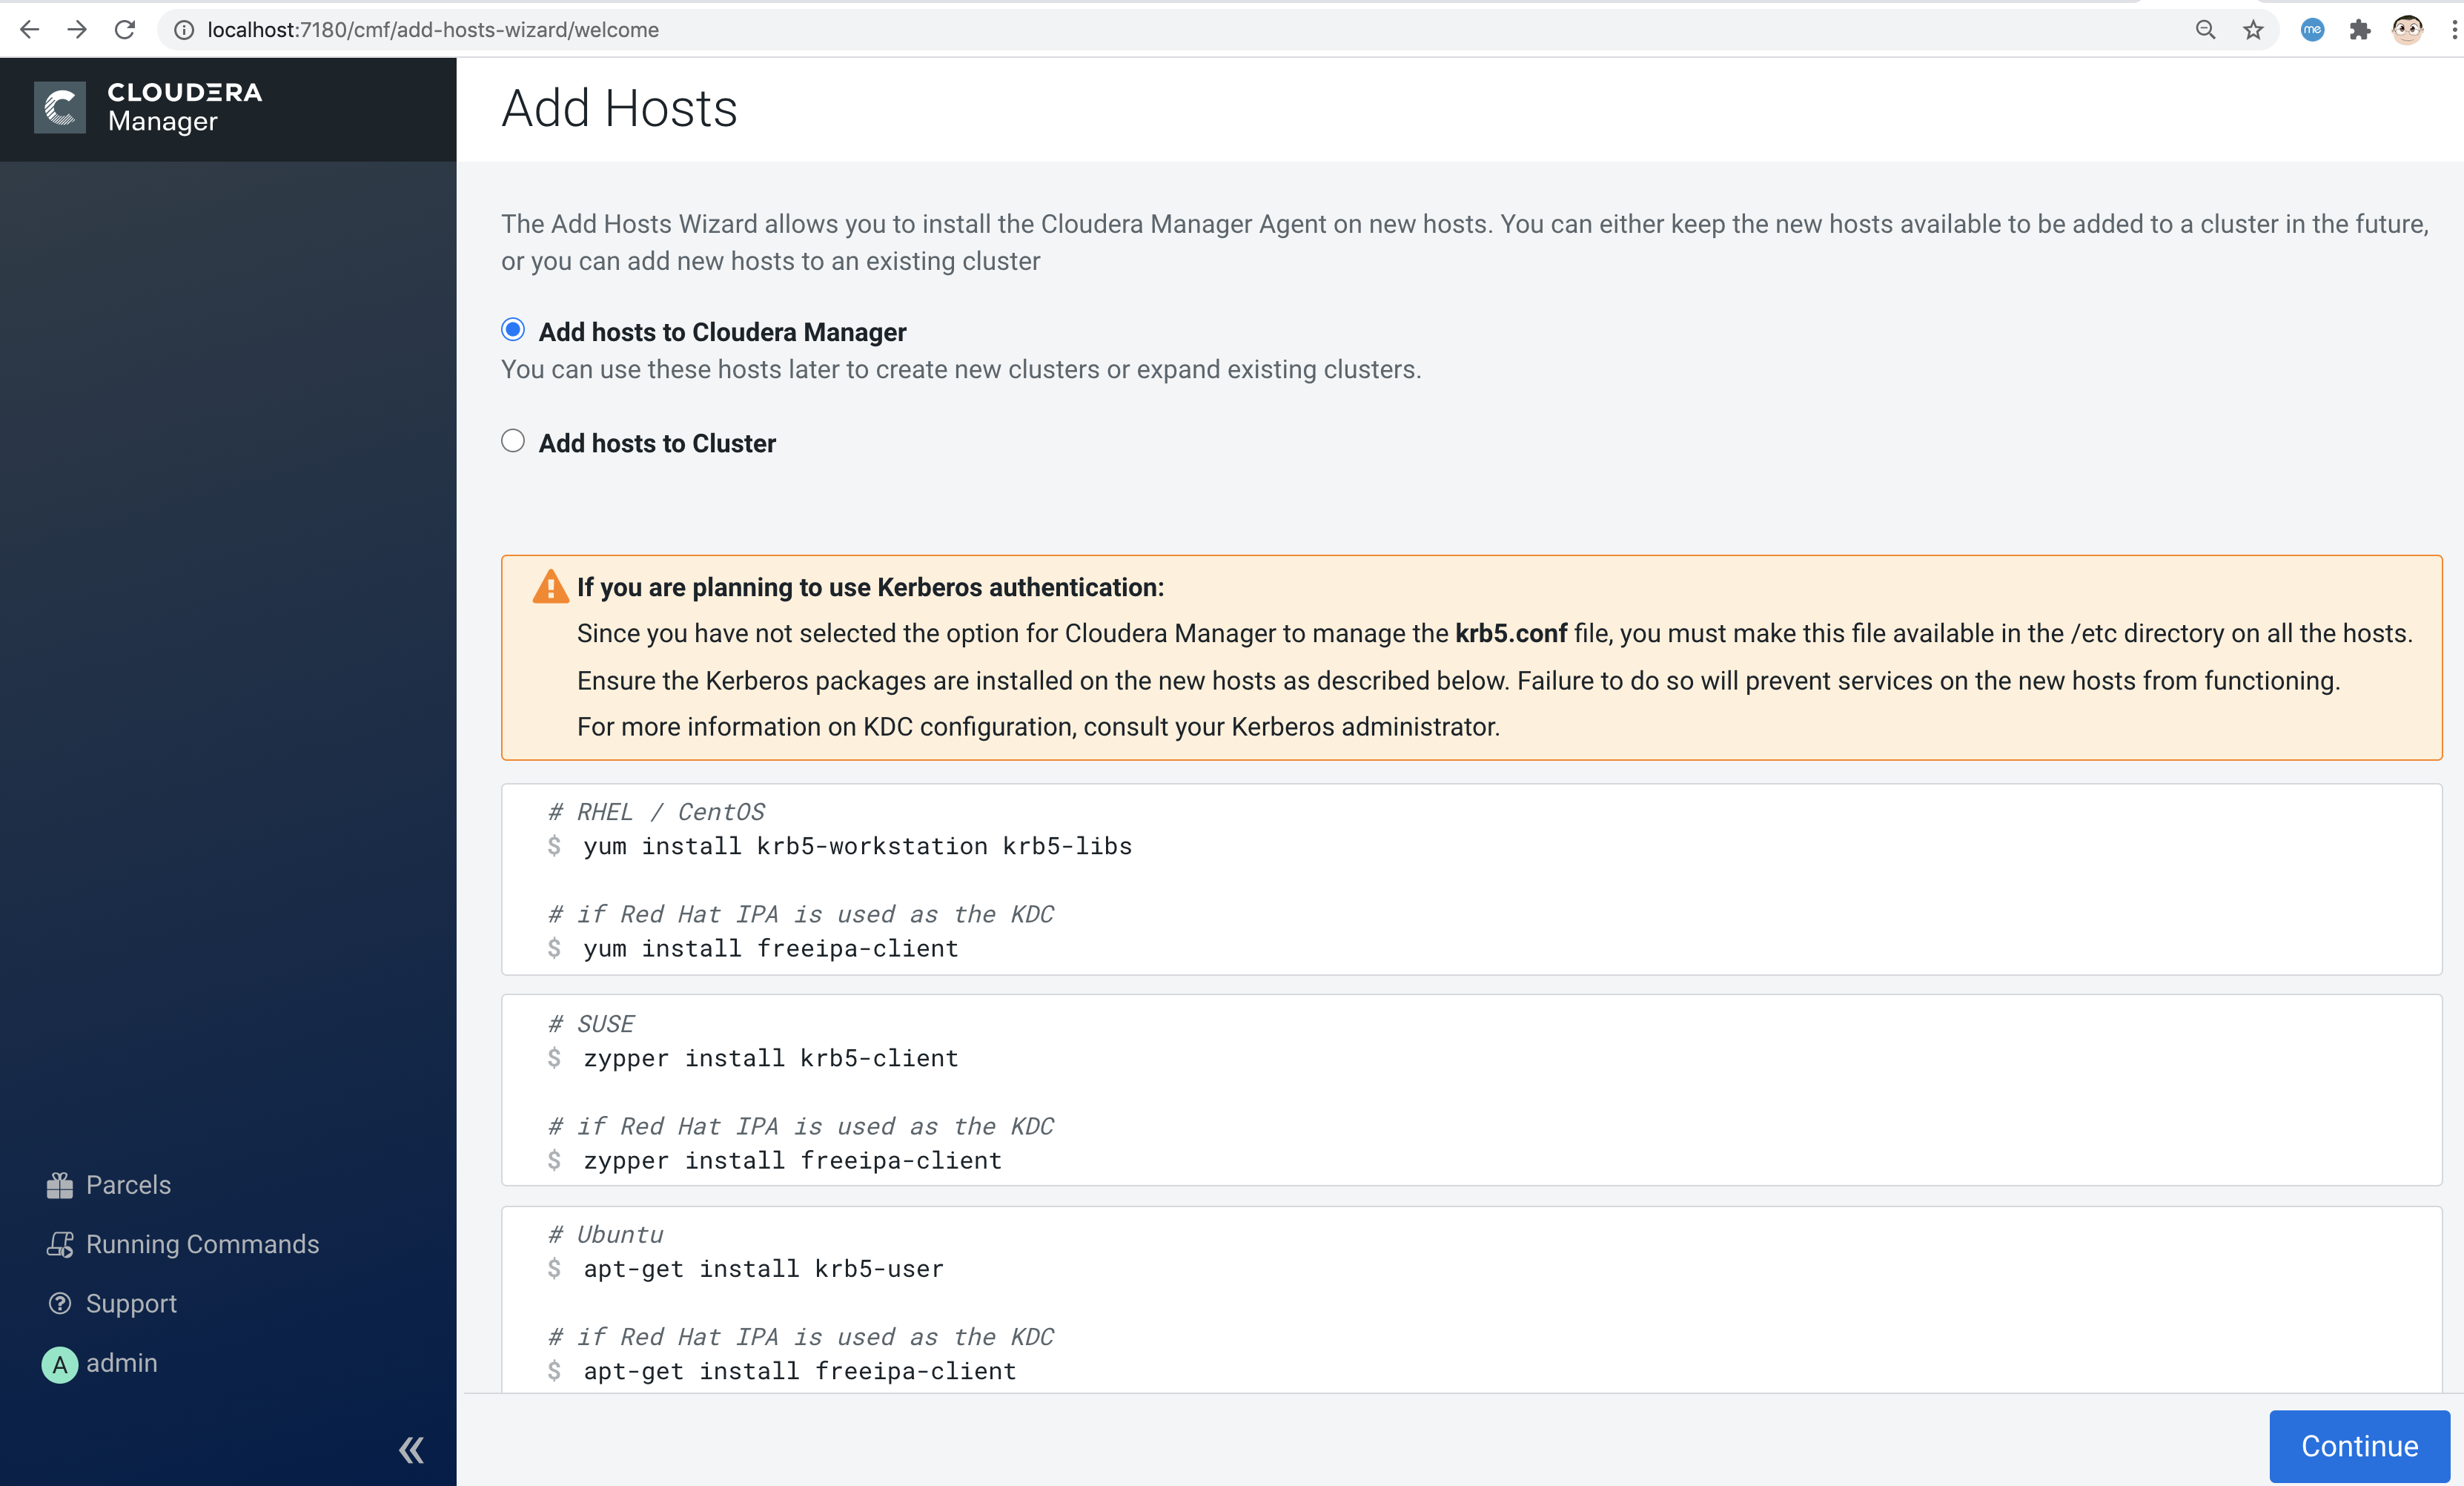 localhost:7180/cmf/add-hosts-wizard/welcome
me
CLOUDERA
Manager
Add Hosts
The Add Hosts Wizard allows you to install the Cloudera Manager Agent on new hosts. You can either keep the new hosts available to be added to a cluster in the future,
or you can add new hosts to an existing cluster
Add hosts to Cloudera Manager
You can use these hosts later to create new clusters or expand existing clusters.
Add hosts to Cluster
If you are planning to use Kerberos authentication:
Since you have not selected the option for Cloudera Manager to manage the krb5.conf file, you must make this file available in the /etc directory on all the hosts.
Ensure the Kerberos packages are installed on the new hosts as described below. Failure to do so will prevent services on the new hosts from functioning.
For more information on KDC configuration, consult your Kerberos administrator.
# RHEL / CentOS
$ yum install krb5-workstation krb5-libs
# if Red Hat IPA is used as the KDC
$ yum install freeipa-client
# SUSE
$ zypper install krb5-client
# if Red Hat IPA is used as the KDC
$ zypper install freeipa-client
# Ubuntu
$ apt-get install krb5-user
# if Red Hat IPA is used as the KDC
$ apt-get install freeipa-client
Parcels
Running Commands
Support
A admin
Continue